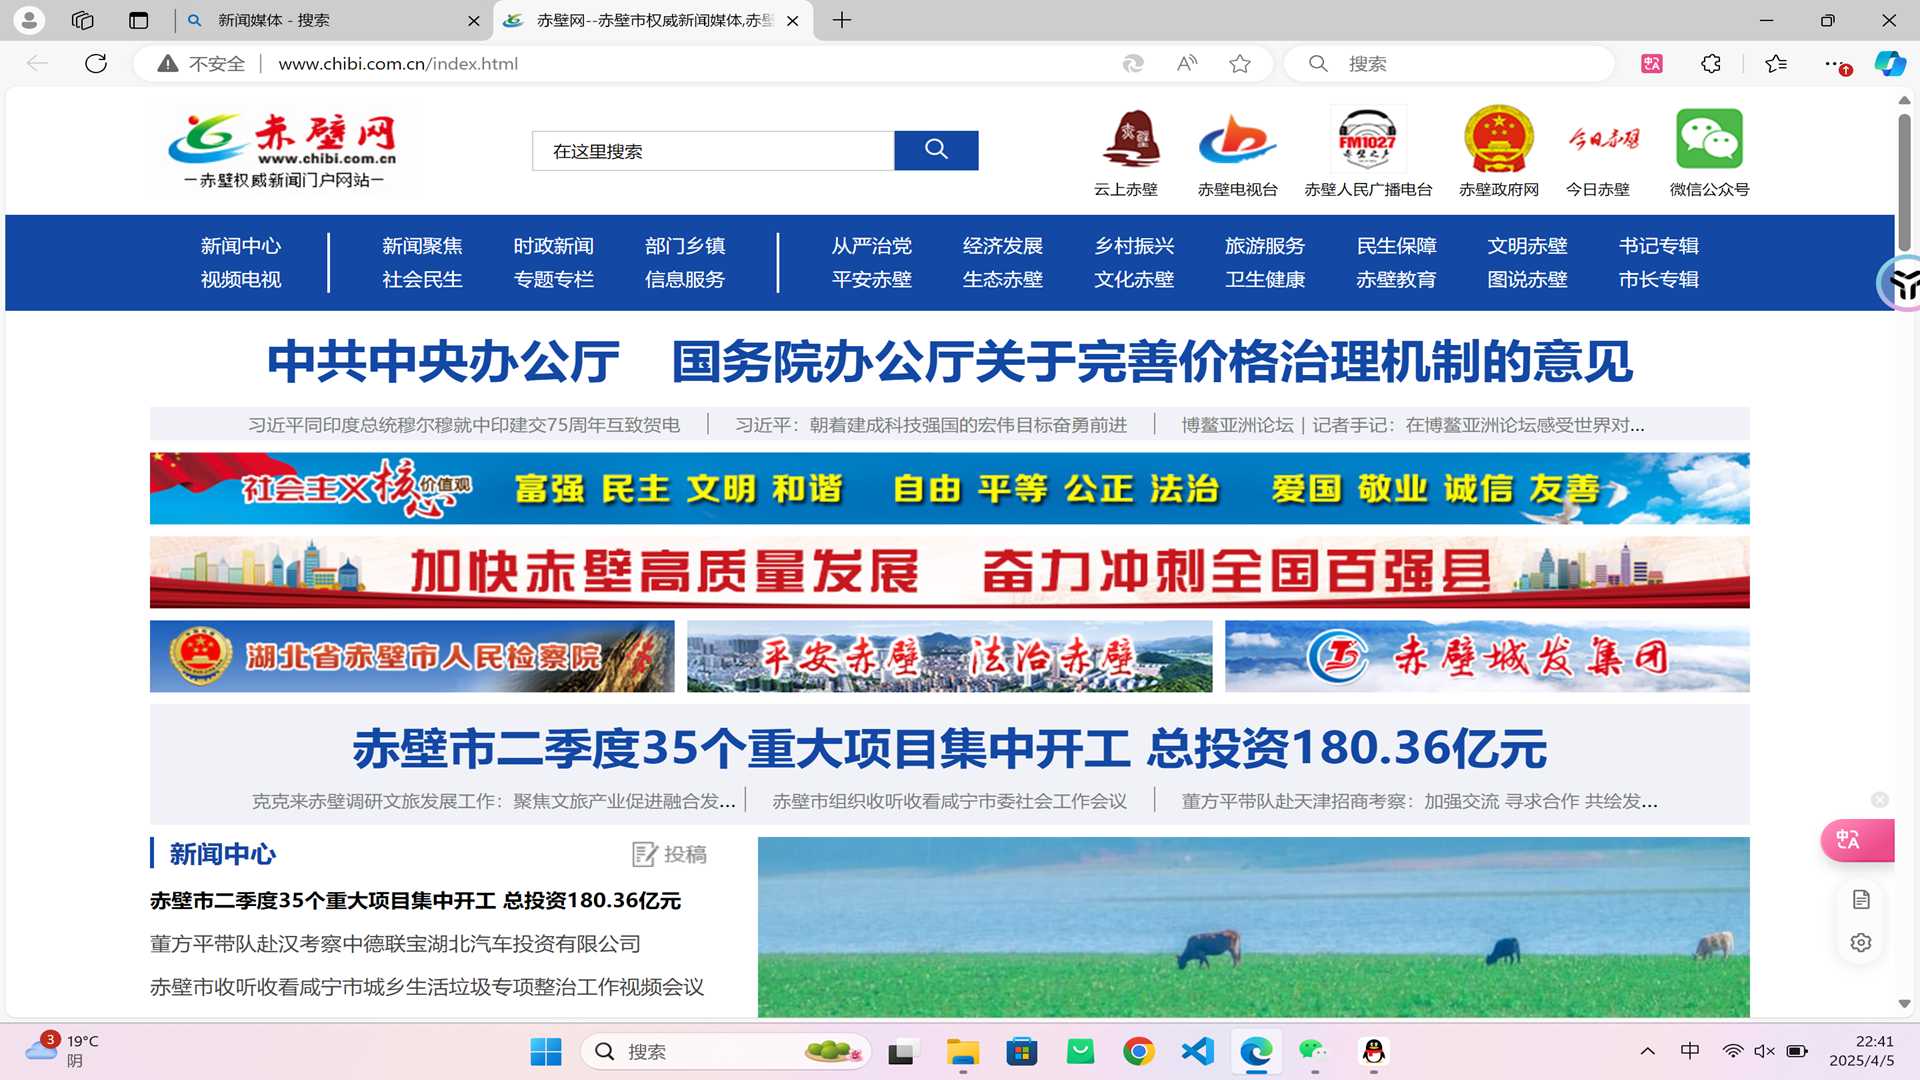 新闻媒体 - 搜索
赤壁网--赤壁市权威新闻媒体,赤壁
不安全 www.chibi.com.cn/index.html 搜索
赤壁网
www.chibi.com.cn
赤壁权威新闻门户网站
在这里搜索
赤壁
FM1027
赤壁之声
今日赤壁
云上赤壁 赤壁电视台 赤壁人民广播电台 赤壁政府网 今日赤壁 微信公众号
新闻中心 新闻聚焦 时政新闻 部门乡镇 从严治党 经济发展 乡村振兴 旅游服务 民生保障 文明赤壁 书记专辑
视频电视 社会民生 专题专栏 信息服务 平安赤壁 生态赤壁 文化赤壁 卫生健康 赤壁教育 图说赤壁 市长专辑
中共中央办公厅 国务院办公厅关于完善价格治理机制的意见
习近平同印度总统穆尔穆就中印建交75周年互致贺电 习近平：朝着建成科技强国的宏伟目标奋勇前进 博鳌亚洲论坛 | 记者手记：在博鳌亚洲论坛感受世界对...
社会主义核心价值观 富强 民主 文明 和谐 自由 平等 公正 法治 爱国 敬业 诚信 友善
加快赤壁高质量发展 奋力冲刺全国百强县
湖北省赤壁市人民检察院 平安赤壁 法治赤壁 赤壁城发集团
赤壁市二季度35个重大项目集中开工 总投资180.36亿元
克克来赤壁调研文旅发展工作：聚焦文旅产业促进融合发... 赤壁市组织收听收看咸宁市委社会工作会议 董方平带队赴天津招商考察：加强交流 寻求合作 共绘发...
新闻中心 投稿
赤壁市二季度35个重大项目集中开工 总投资180.36亿元
董方平带队赴汉考察中德联宝湖北汽车投资有限公司
赤壁市收听收看咸宁市城乡生活垃圾专项整治工作视频会议
3
19°C
阴
搜索
中
22:41
2025/4/5